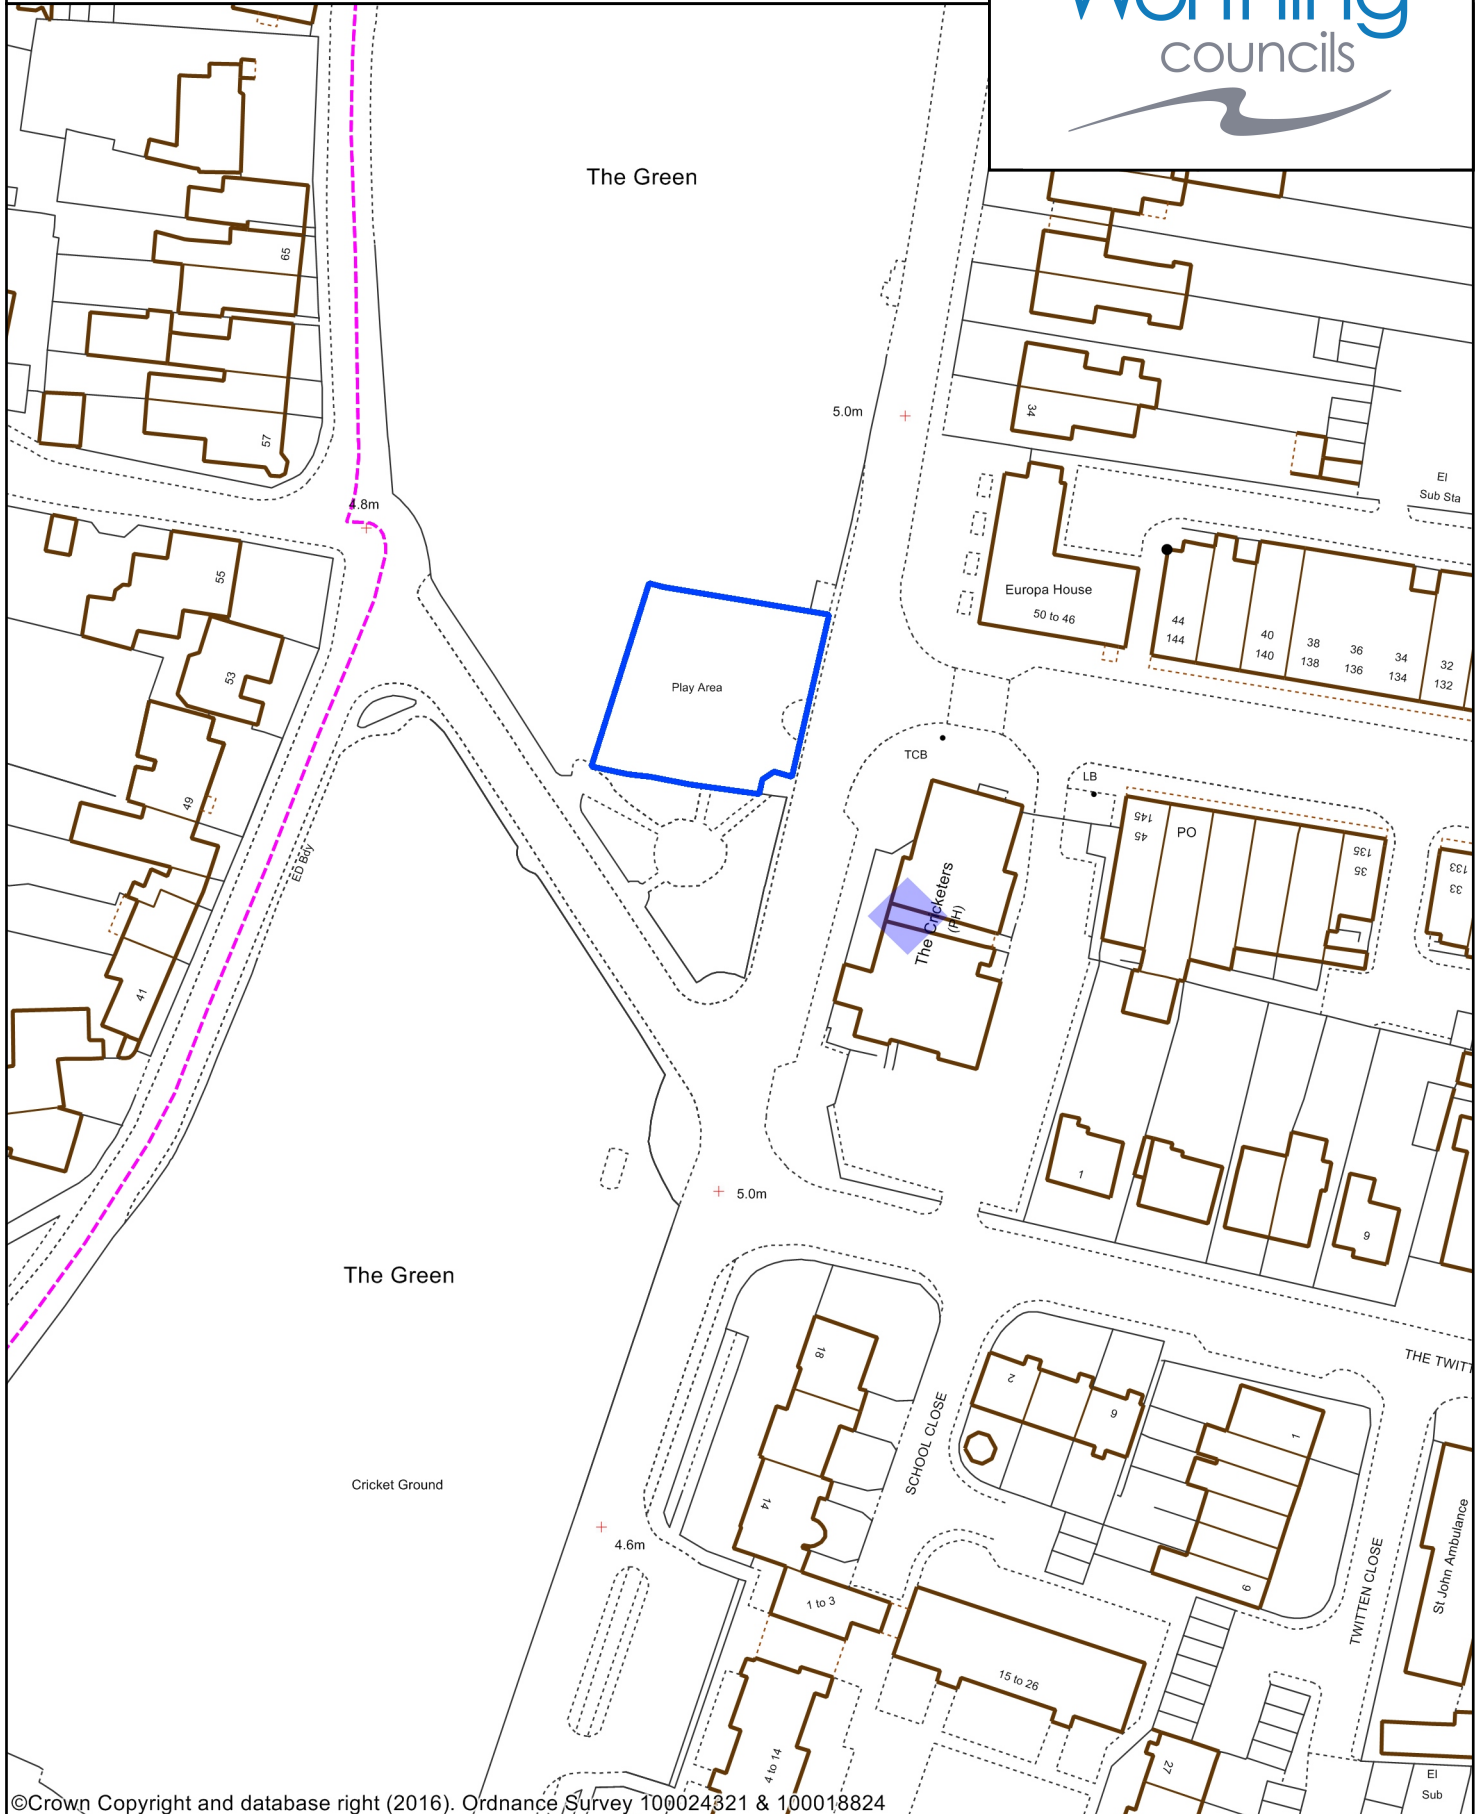 Worthing
councils
The Green
65
5.0m
34
57
El
Sub Sta
4.8m
55
Europa House
50 to 46
44
144
40
140
38
138
36
136
34
134
32
132
53
Play Area
TCB
LB
49
145
45
PO
135
35
133
33
ED Bdy
The Cricketers
(PH)
41
1
9
5.0m
The Green
THE TWITT
18
2
6
1
SCHOOL CLOSE
Cricket Ground
14
4.6m
St John Ambulance
TWITTEN CLOSE
9
1 to 3
15 to 26
4 to 14
27
El
Sub
©Crown Copyright and database right (2016). Ordnance Survey 100024321 & 100018824